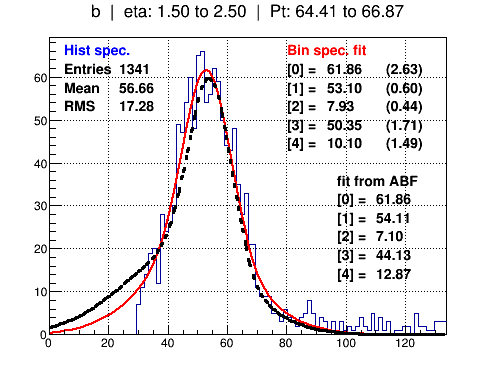 b | eta: 1.50 to 2.50 | Pt: 64.41 to 66.87
Hist spec.
Entries 1341
Mean 56.66
RMS 17.28
Bin spec. fit
[0] = 61.86 (2.63)
[1] = 53.10 (0.60)
[2] = 7.93 (0.44)
[3] = 50.35 (1.71)
[4] = 10.10 (1.49)
fit from ABF
[0] = 61.86
[1] = 54.11
[2] = 7.10
[3] = 44.13
[4] = 12.87
60
50
40
30
20
10
0
0 20 40 60 80 100 120